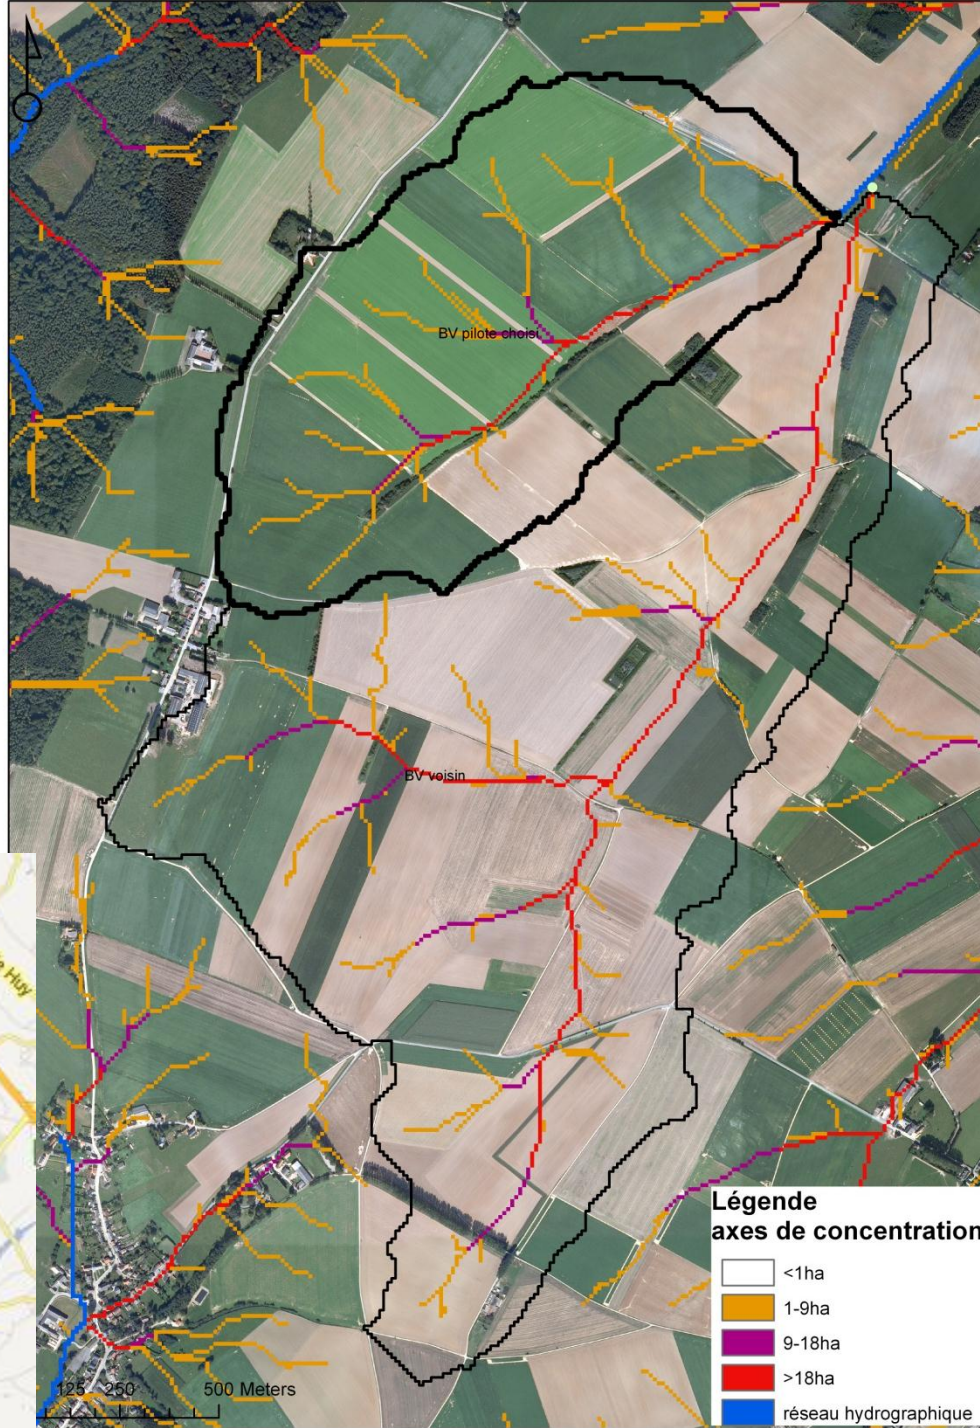 BV pilote choisi
BV voisin
Huy
125 250 500 Meters
Légende
axes de concentration
<1ha
1-9ha
9-18ha
>18ha
réseau hydrographique